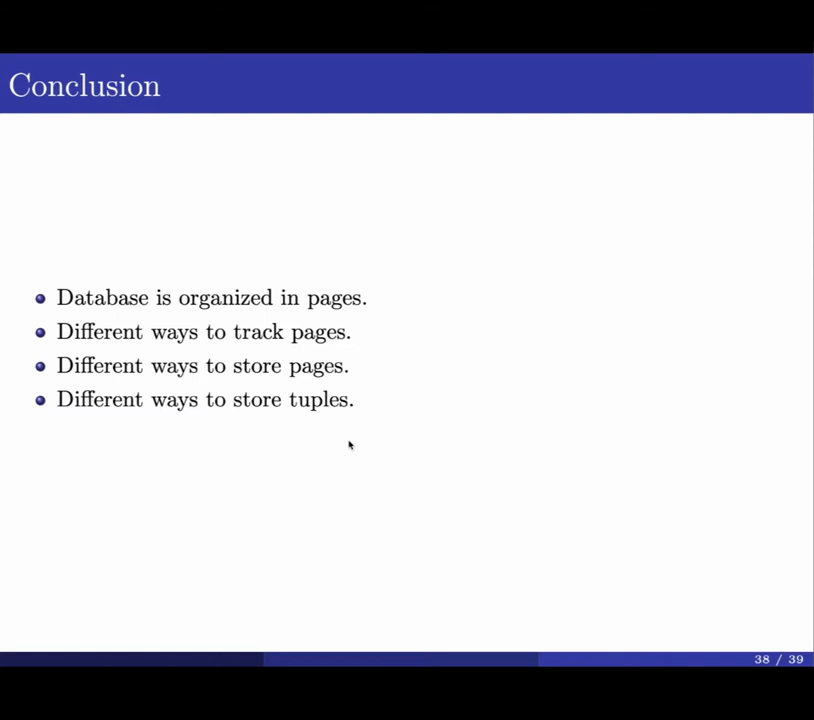 Conclusion
Database is organized in pages.
Different ways to track pages.
Different ways to store pages.
Different ways to store tuples.
38 / 39